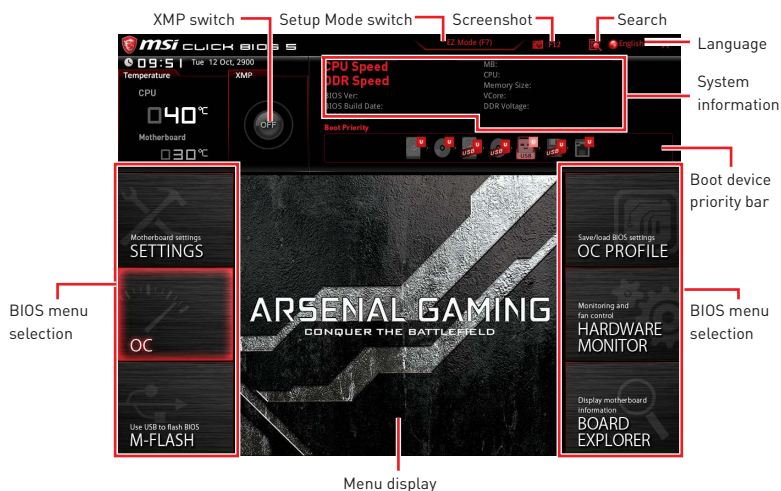 XMP switch
Setup Mode switch
Screenshot
Search
Language
System
information
Boot device
priority bar
BIOS menu
selection
BIOS menu
selection
Menu display
msi CLICK BIOS 5
EZ Mode (F7)
F12
English
09:51 Tue 12 Oct, 2900
Temperature
CPU
40°C
Motherboard
30°C
XMP
OFF
CPU Speed
DDR Speed
BIOS Ver:
BIOS Build Date:
MB:
CPU:
Memory Size:
VCore:
DDR Voltage:
Boot Priority
U
U
USB U
USB U
USB U
USB U
U
Motherboard settings
SETTINGS
OC
Use USB to flash BIOS
M-FLASH
ARSENAL GAMING
CONQUER THE BATTLEFIELD
Save/load BIOS settings
OC PROFILE
Monitoring and
fan control
HARDWARE
MONITOR
Display motherboard
information
BOARD
EXPLORER